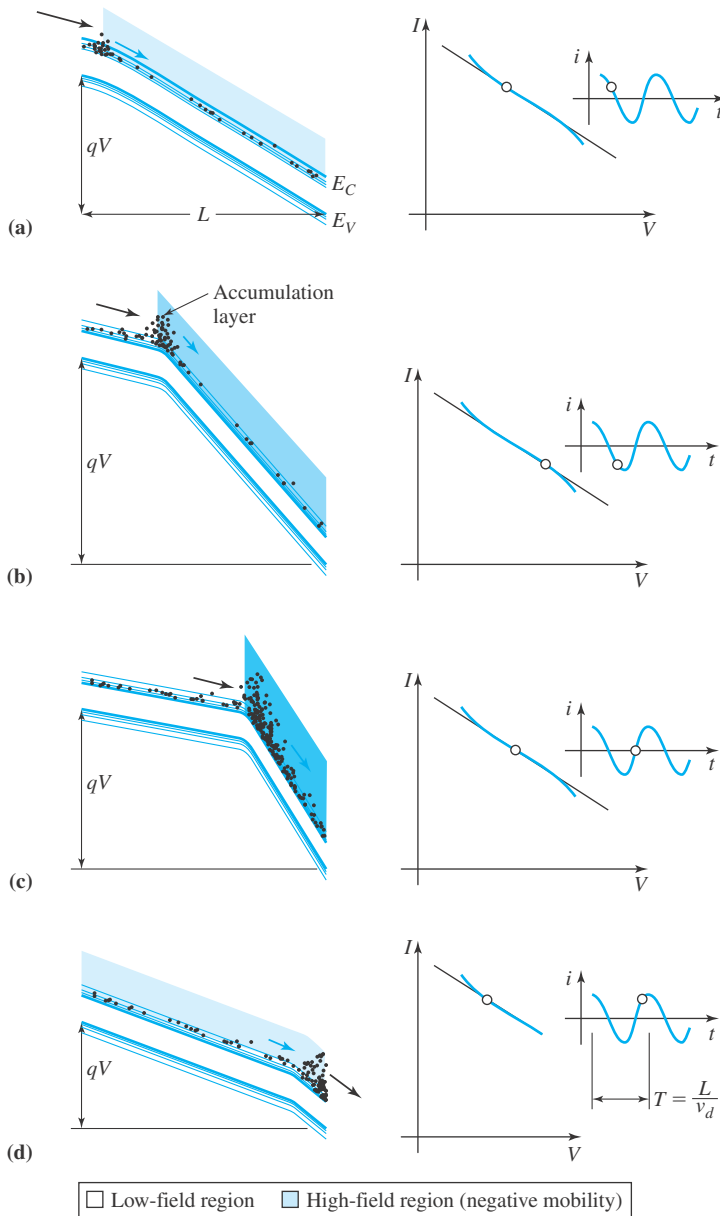 I
i
t
qV
E_C
L
E_V
V
(a)
Accumulation
layer
I
i
t
qV
V
(b)
I
i
t
qV
V
(c)
I
i
t
qV
T = L/v_d
V
(d)
Low-field region High-field region (negative mobility)